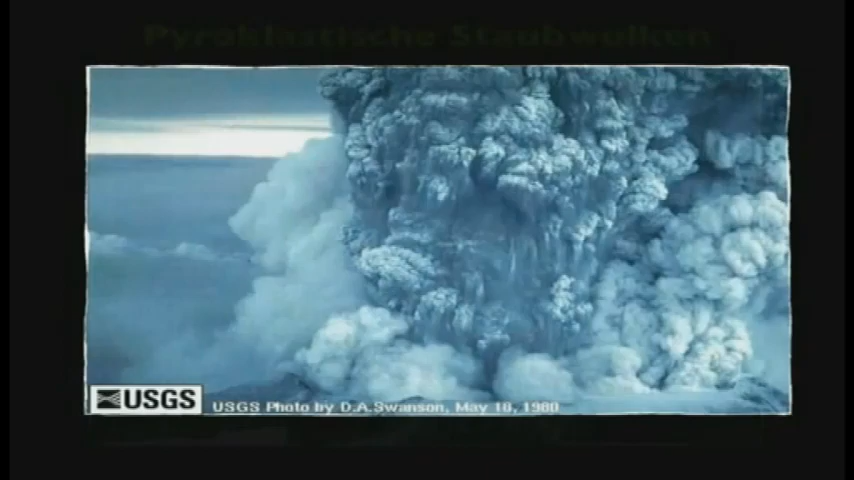 Pyroklastische Staubwolken
USGS
USGS Photo by D.A.Swanson, May 18, 1980